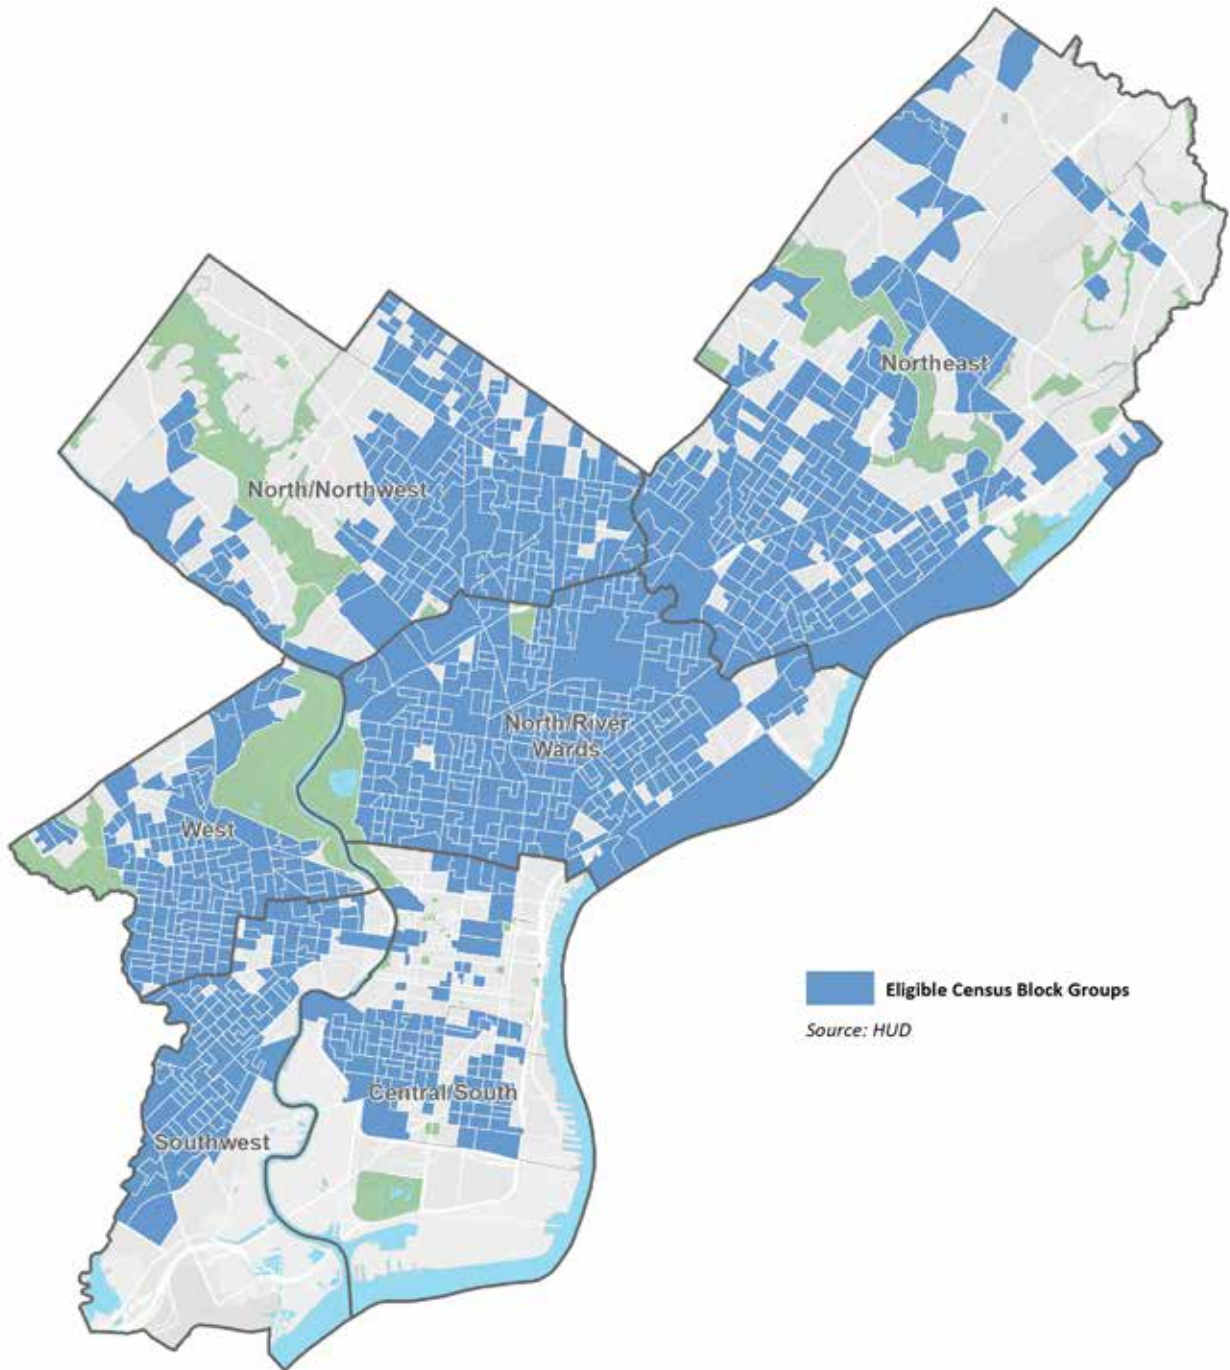 Northeast
North/Northwest
North/River
Wards
West
Eligible Census Block Groups
Source: HUD
Central/South
Southwest